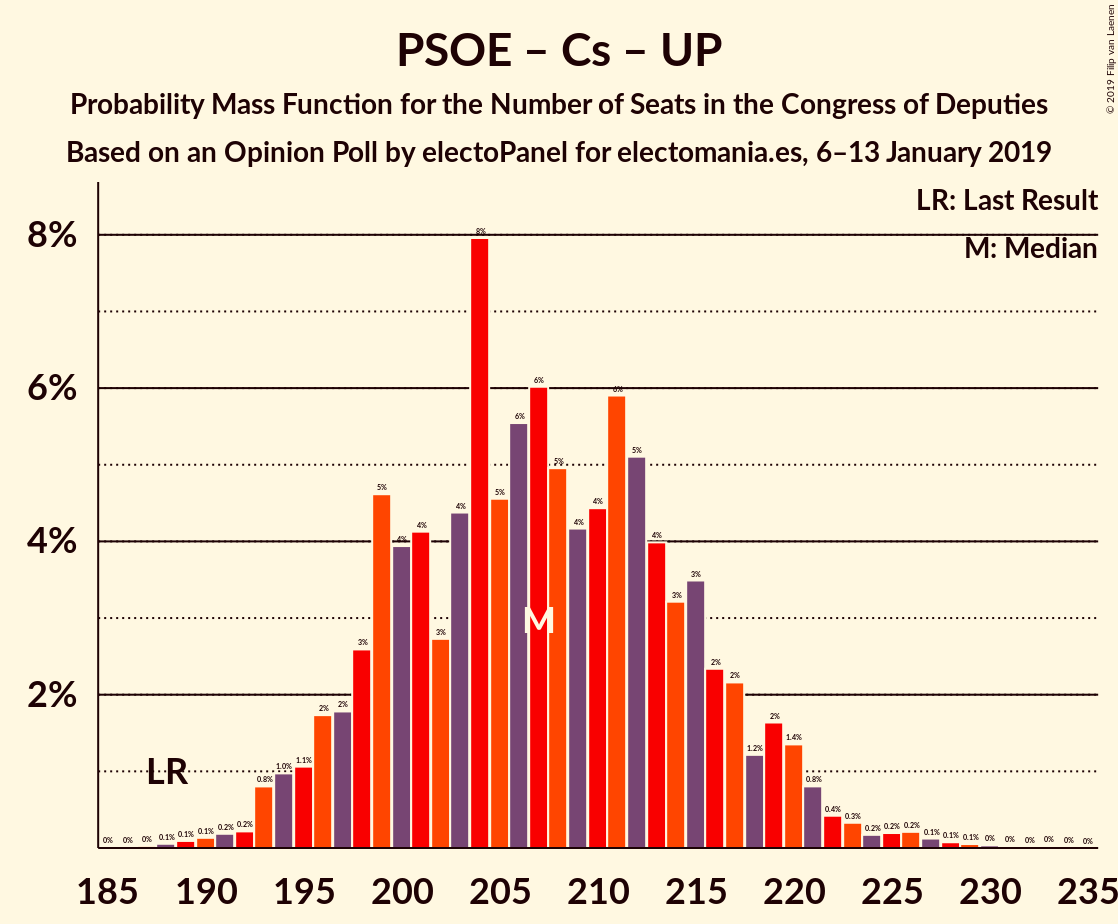 PSOE – Cs – UP
Probability Mass Function for the Number of Seats in the Congress of Deputies
Based on an Opinion Poll by electoPanel for electomania.es, 6–13 January 2019
© 2019 Filip van Laenen
LR: Last Result
M: Median
8%
6%
4%
2%
0% 0% 0% 0.1% 0.1% 0.1% 0.2% 0.2% 0.8% 1.0% 1.1% 2% 2% 3% 5% 4% 4% 3% 4% 8% 5% 6% 6% 5% 4% 4% 6% 5% 4% 3% 3% 2% 2% 1.2% 2% 1.4% 0.8% 0.4% 0.3% 0.2% 0.2% 0.2% 0.1% 0.1% 0.1% 0% 0% 0% 0% 0% 0%
M
LR
185 190 195 200 205 210 215 220 225 230 235